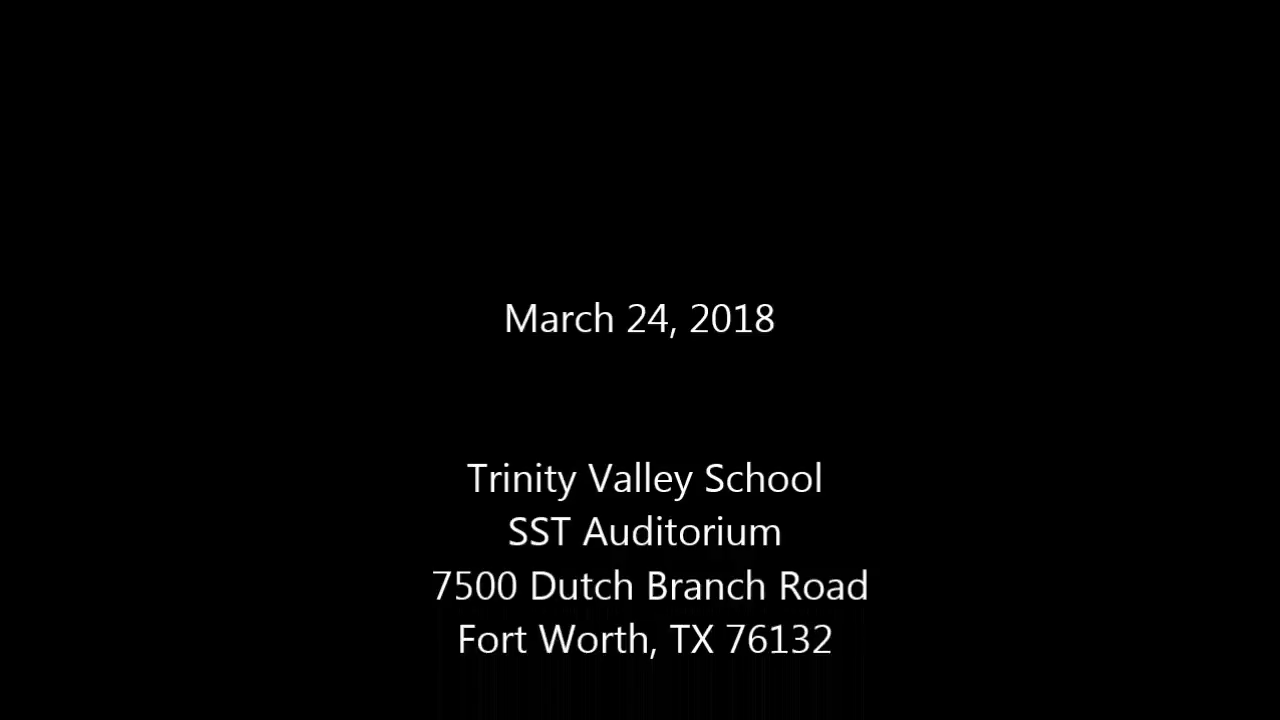 March 24, 2018
Trinity Valley School
SST Auditorium
7500 Dutch Branch Road
Fort Worth, TX 76132